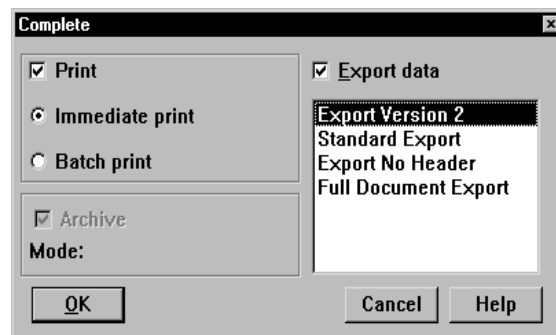 Complete
Print
Immediate print
Batch print
Archive
Mode:
Export data
Export Version 2
Standard Export
Export No Header
Full Document Export
OK
Cancel
Help